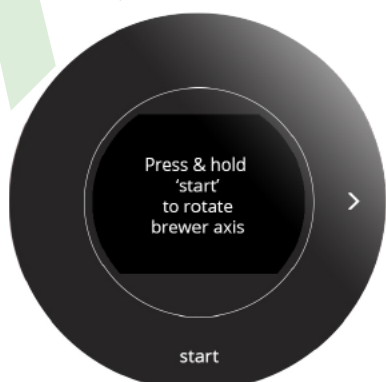 Press & hold
‘start’
to rotate
brewer axis
>
start